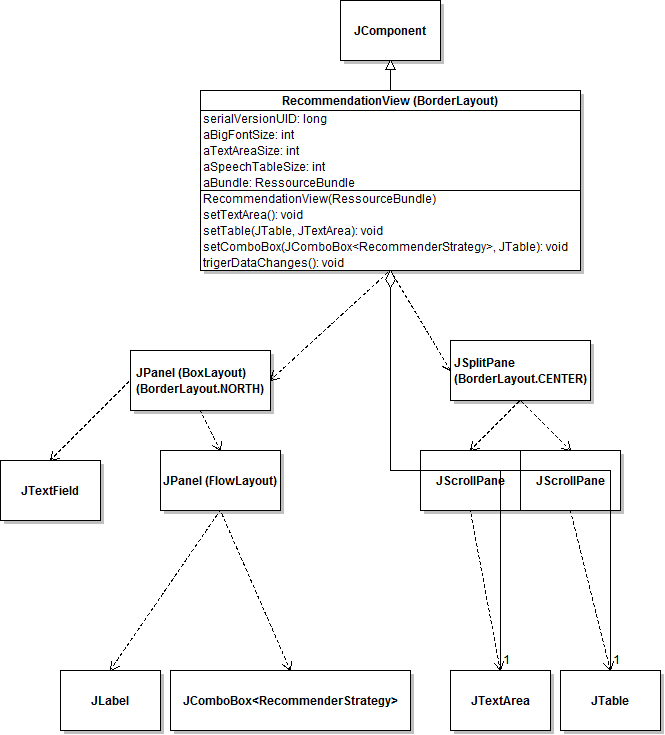 JComponent
RecommendationView (BorderLayout)
serialVersionUID: long
aBigFontSize: int
aTextAreaSize: int
aSpeechTableSize: int
aBundle: RessourceBundle
RecommendationView(RessourceBundle)
setTextArea(): void
setTable(JTable, JTextArea): void
setComboBox(JComboBox<RecommenderStrategy>, JTable): void
trigerDataChanges(): void
JPanel (BoxLayout)
(BorderLayout.NORTH)
JSplitPane
(BorderLayout.CENTER)
JTextField
JPanel (FlowLayout)
JScrollPane
JScrollPane
1
1
JLabel
JComboBox<RecommenderStrategy>
JTextArea
JTable